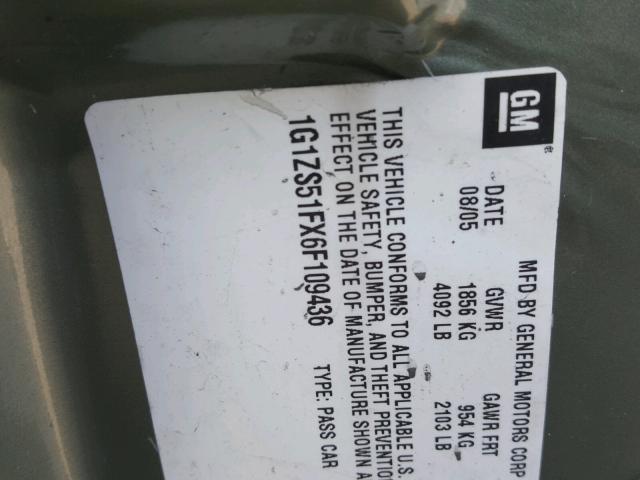 GM
MFD BY GENERAL MOTORS CORP
DATE GVWR GAWR FRT
08/05 1856 KG 954 KG
4092 LB 2103 LB
THIS VEHICLE CONFORMS TO ALL APPLICABLE U.S.
VEHICLE SAFETY, BUMPER, AND THEFT PREVENTION
EFFECT ON THE DATE OF MANUFACTURE SHOWN A
1G1ZS51FX6F109436 TYPE: PASS CAR